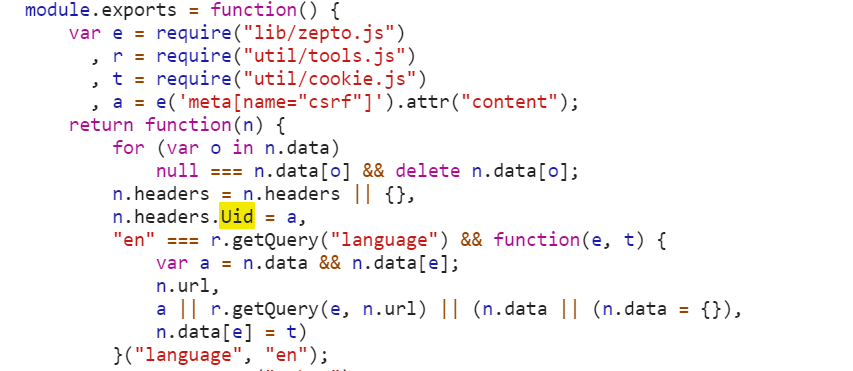 module.exports = function() {
var e = require("lib/zepto.js")
, r = require("util/tools.js")
, t = require("util/cookie.js")
, a = e('meta[name="csrf"]').attr("content");
return function(n) {
for (var o in n.data)
null === n.data[o] && delete n.data[o];
n.headers = n.headers || {},
n.headers.Uid = a,
"en" === r.getQuery("language") && function(e, t) {
var a = n.data && n.data[e];
n.url,
a || r.getQuery(e, n.url) || (n.data || (n.data = {}),
n.data[e] = t)
}("language", "en");